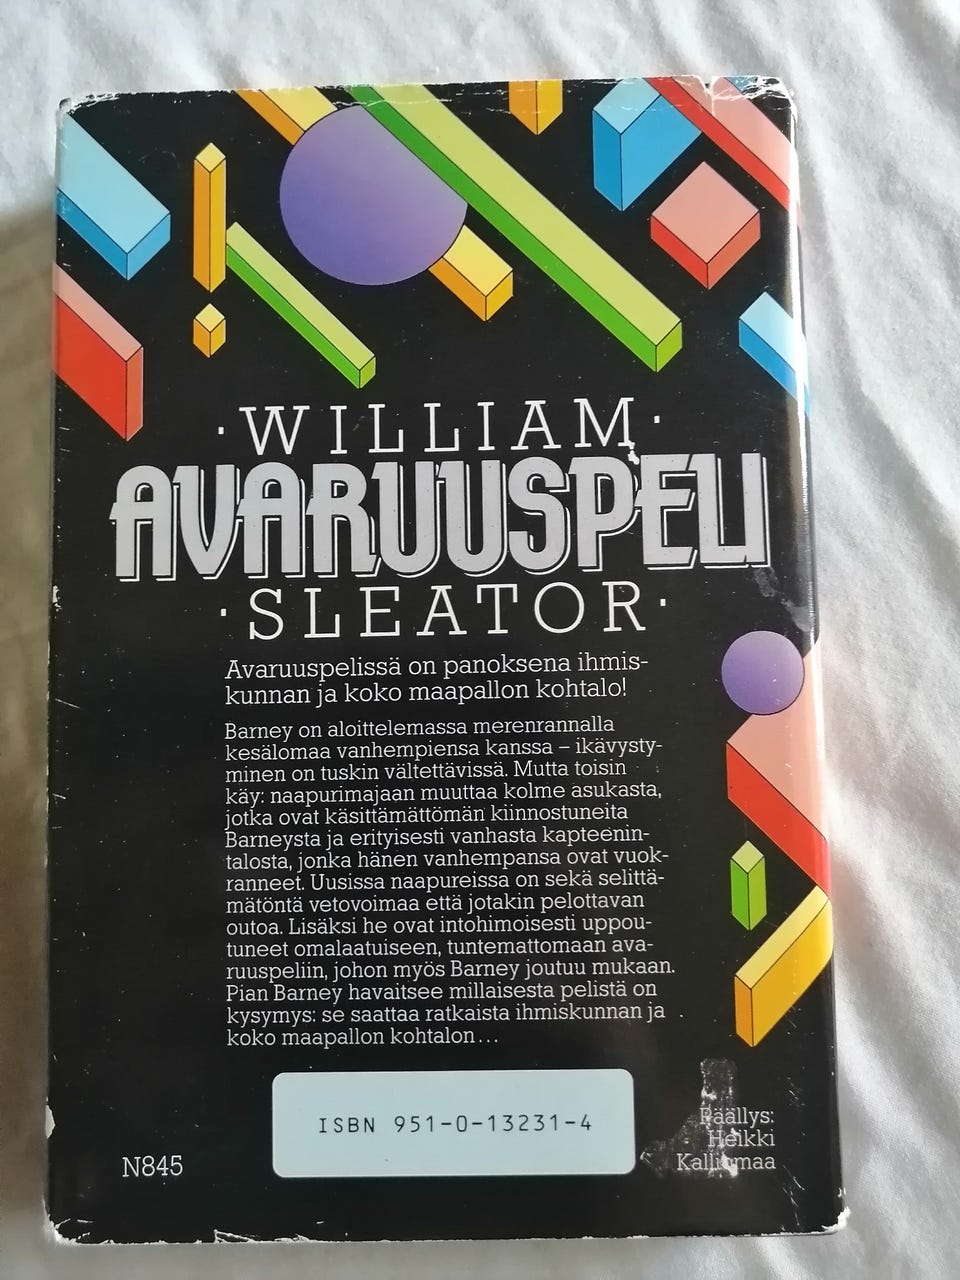 · WILLIAM ·
AVARUUSPELI
· SLEATOR ·
Avaruuspelissä on panoksena ihmis-
kunnan ja koko maapallon kohtalo!
Barney on aloittelemassa merenrannalla
kesälomaa vanhempiensa kanssa – ikävysty-
minen on tuskin vältettävissä. Mutta toisin
käy: naapurimajaan muuttaa kolme asukasta,
jotka ovat käsittämättömän kiinnostuneita
Barneysta ja erityisesti vanhasta kapteenin-
talosta, jonka hänen vanhempansa ovat vuok-
ranneet. Uusissa naapureissa on sekä selittä-
mätöntä vetovoimaa että jotakin pelottavan
outoa. Lisäksi he ovat intohimoisesti uppou-
tuneet omalaatuiseen, tuntemattomaan ava-
ruuspeliin, johon myös Barney joutuu mukaan.
Pian Barney havaitsee millaisesta pelistä on
kysymys: se saattaa ratkaista ihmiskunnan ja
koko maapallon kohtalon...
ISBN 951-0-13231-4
N845
Päällys:
Heikki
Kalliomaa